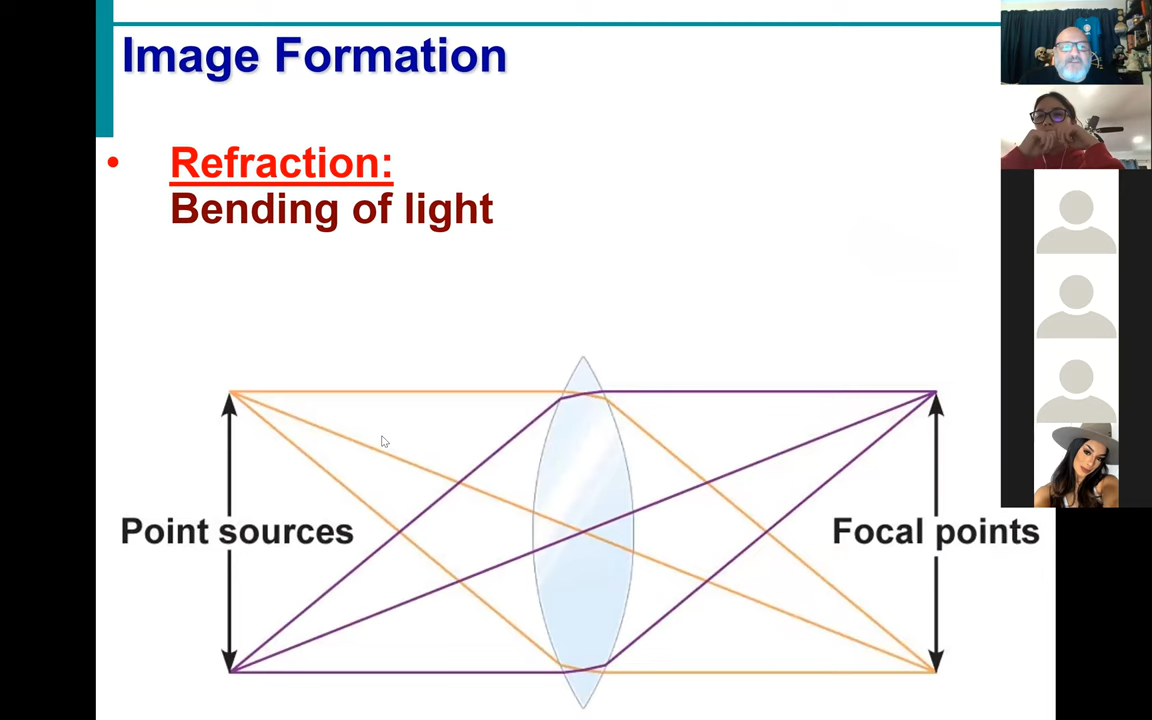 Image Formation
• Refraction:
Bending of light
Point sources
Focal points